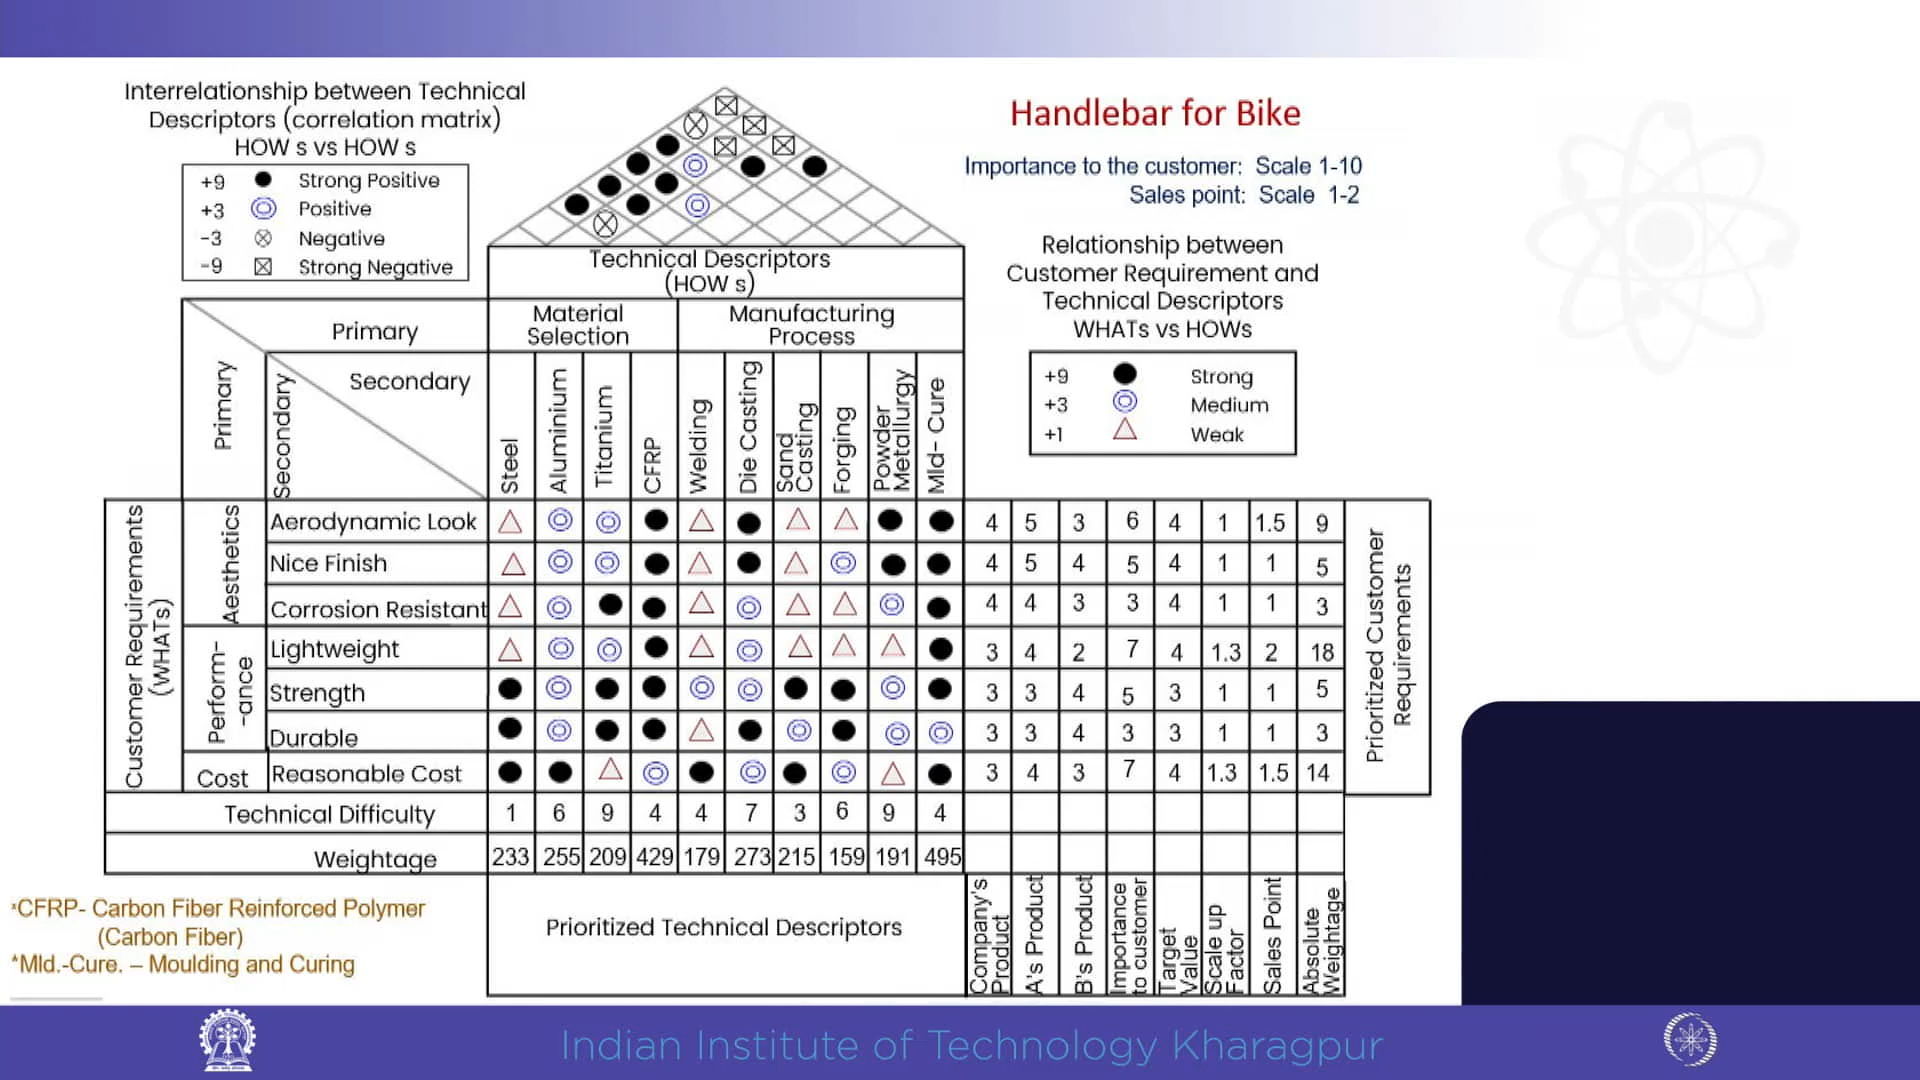 Interrelationship between Technical
Descriptors (correlation matrix)
HOW s vs HOW s
+9 Strong Positive
+3 Positive
-3 Negative
-9 Strong Negative
Handlebar for Bike
Importance to the customer: Scale 1-10
Sales point: Scale 1-2
Relationship between
Customer Requirement and
Technical Descriptors
WHATs vs HOWs
+9 Strong
+3 Medium
+1 Weak
Technical Descriptors
(HOW s)
Primary
Material
Selection
Manufacturing
Process
Primary
Secondary
Secondary
Steel
Aluminium
Titanium
CFRP
Welding
Die Casting
Sand
Casting
Forging
Powder
Metallurgy
Mld- Cure
Customer Requirements
(WHATs)
Aesthetics
Aerodynamic Look 4 5 3 6 4 1 1.5 9
Nice Finish 4 5 4 5 4 1 1 5
Corrosion Resistant 4 4 3 3 4 1 1 3
Perform-
-ance
Lightweight 3 4 2 7 4 1.3 2 18
Strength 3 3 4 5 3 1 1 5
Durable 3 3 4 3 3 1 1 3
Cost
Reasonable Cost 3 4 3 7 4 1.3 1.5 14
Prioritized Customer
Requirements
Technical Difficulty 1 6 9 4 4 7 3 6 9 4
Weightage 233 255 209 429 179 273 215 159 191 495
Prioritized Technical Descriptors
Company's
Product
A's Product
B's Product
Importance
to customer
Target
Value
Scale up
Factor
Sales Point
Absolute
Weightage
*CFRP- Carbon Fiber Reinforced Polymer
(Carbon Fiber)
*Mld.-Cure. – Moulding and Curing
Indian Institute of Technology Kharagpur